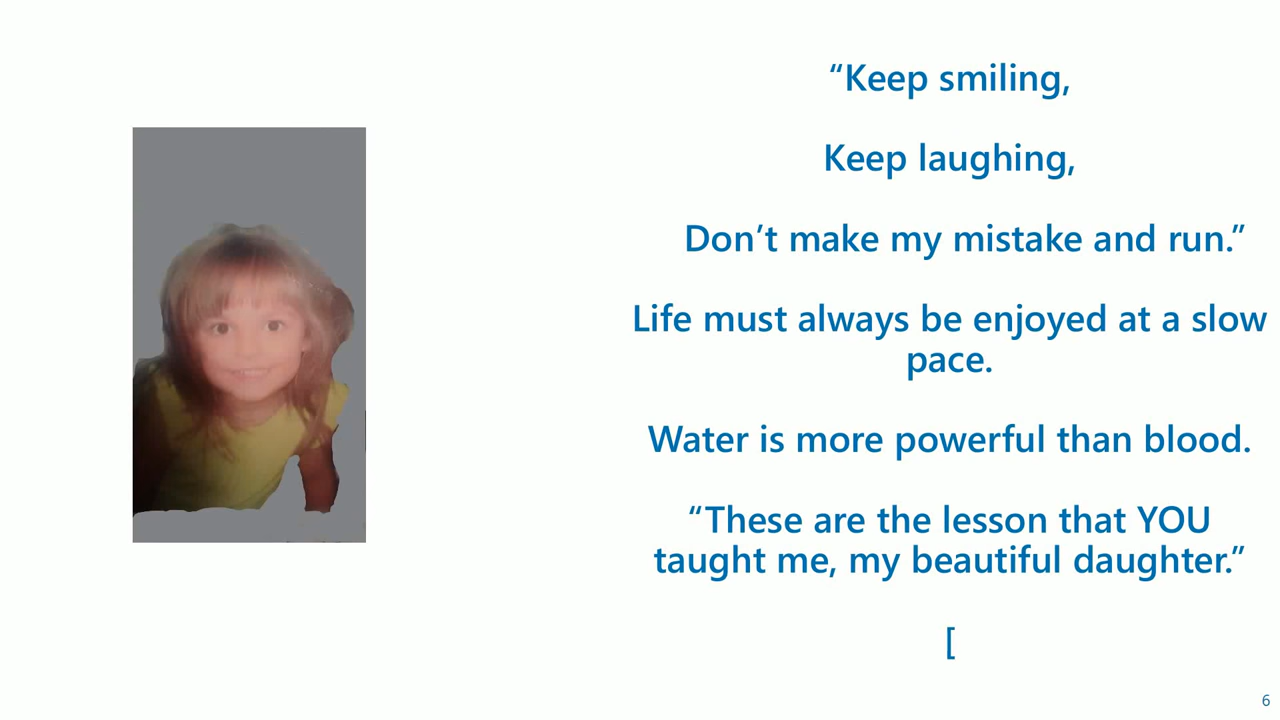 “Keep smiling,
Keep laughing,
Don’t make my mistake and run.”
Life must always be enjoyed at a slow
pace.
Water is more powerful than blood.
“These are the lesson that YOU
taught me, my beautiful daughter.”
[
6